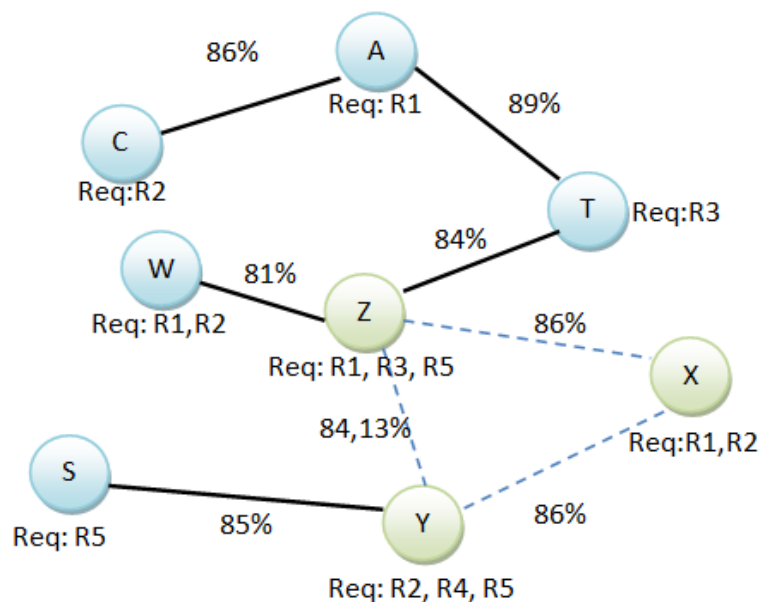 A
86%
Req: R1
89%
C
Req:R2
T
Req:R3
84%
W
81%
Req: R1,R2
Z
86%
Req: R1, R3, R5
X
84,13%
Req:R1,R2
S
Y
86%
85%
Req: R5
Req: R2, R4, R5